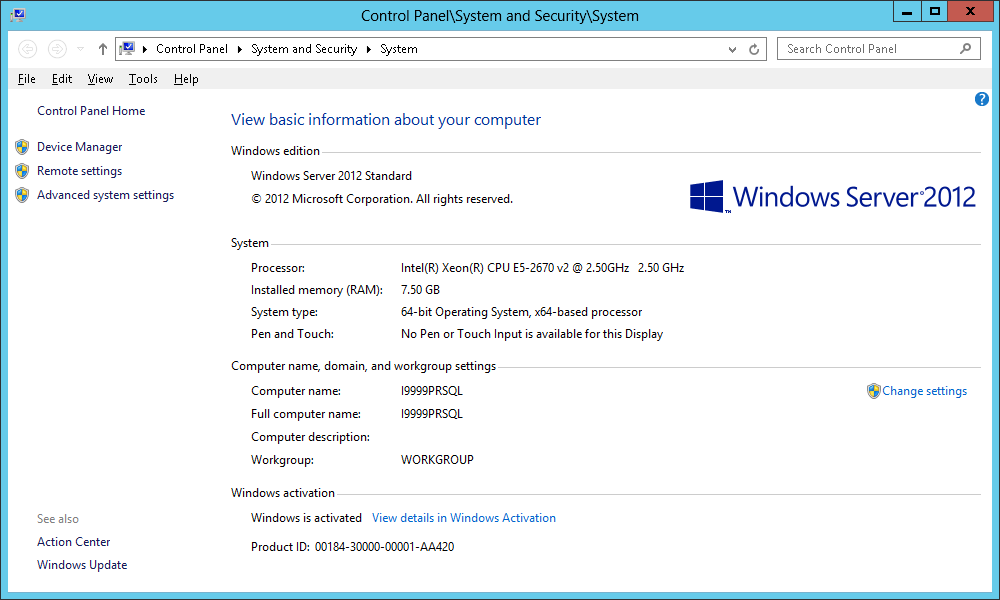 Control Panel\System and Security\System
Control Panel System and Security System
Search Control Panel
File Edit View Tools Help
?
Control Panel Home
Device Manager
Remote settings
Advanced system settings
View basic information about your computer
Windows edition
Windows Server 2012 Standard
© 2012 Microsoft Corporation. All rights reserved.
Windows Server 2012
System
Processor: Intel(R) Xeon(R) CPU E5-2670 v2 @ 2.50GHz 2.50 GHz
Installed memory (RAM): 7.50 GB
System type: 64-bit Operating System, x64-based processor
Pen and Touch: No Pen or Touch Input is available for this Display
Computer name, domain, and workgroup settings
Computer name: I9999PRSQL
Change settings
Full computer name: I9999PRSQL
Computer description:
Workgroup: WORKGROUP
Windows activation
Windows is activated View details in Windows Activation
Product ID: 00184-30000-00001-AA420
See also
Action Center
Windows Update